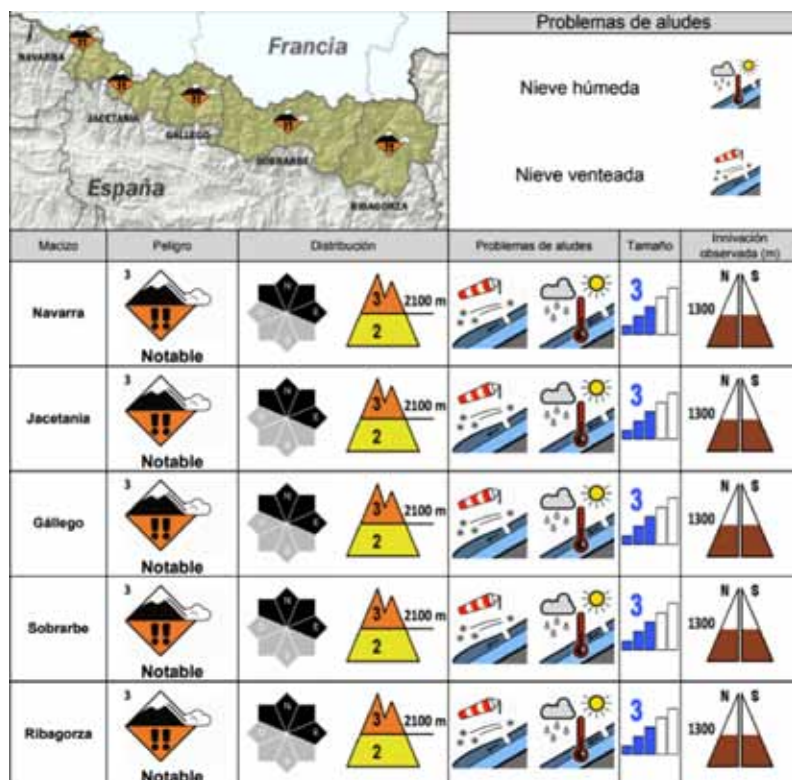 Francia
España
NAVARRA
JACETANIA
GÁLLEGO
SOBRARBE
RIBAGORZA
Problemas de aludes
Nieve húmeda
Nieve venteada
Macizo Peligro Distribución Problemas de aludes Tamaño Innivación observada (m)
3 N E 3 2100 m 3 N S
Navarra 2 1300
Notable
3 N E 3 2100 m 3 N S
Jacetania 2 1300
Notable
3 N E 3 2100 m 3 N S
Gállego 2 1300
Notable
3 N E 3 2100 m 3 N S
Sobrarbe 2 1300
Notable
3 N E 3 2100 m 3 N S
Ribagorza 2 1300
Notable